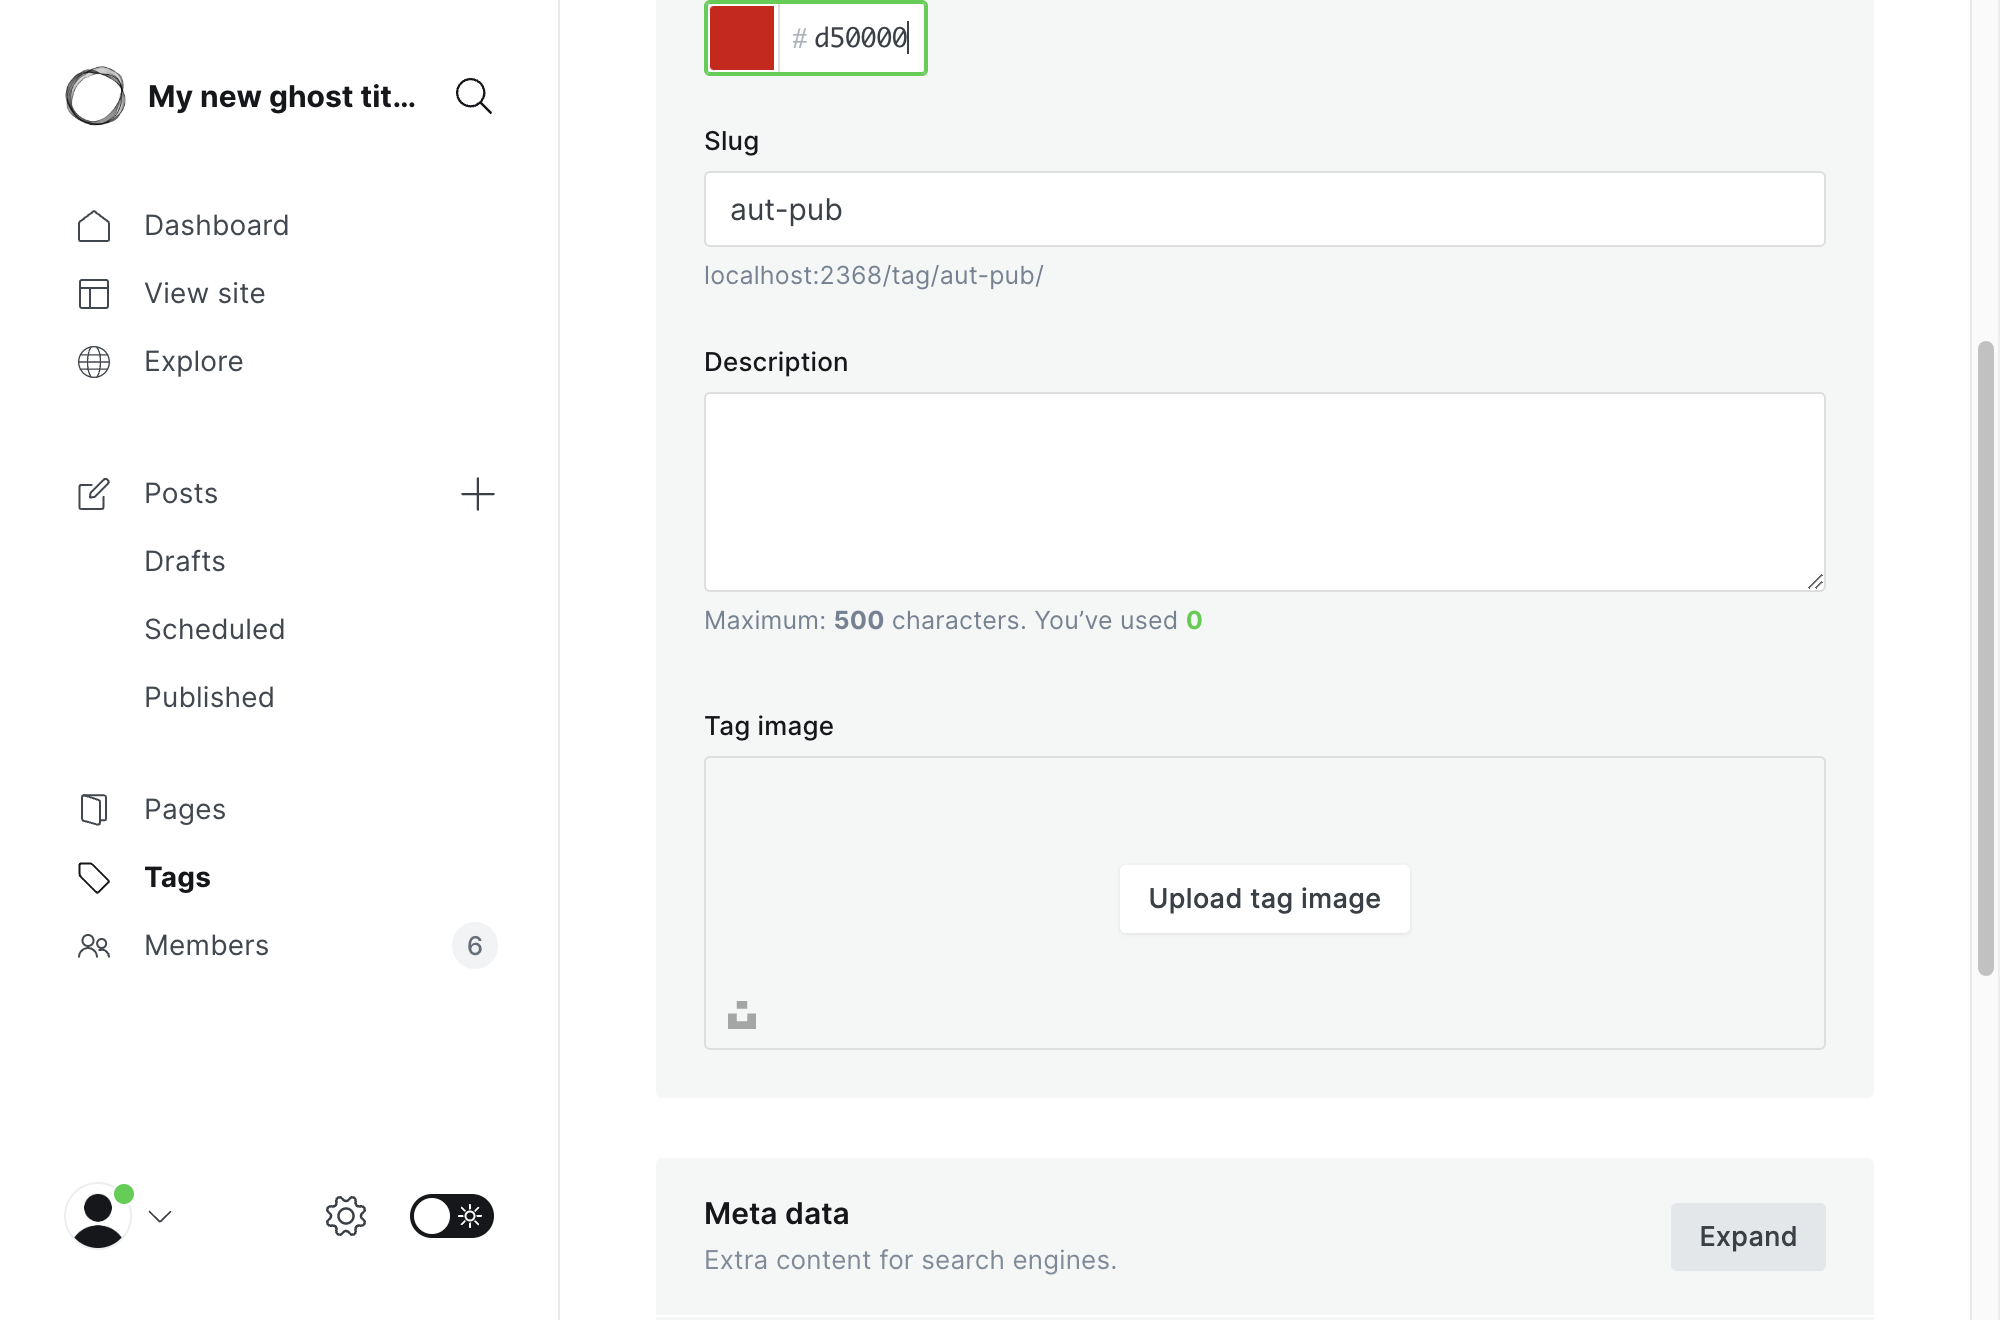 My new ghost tit...
Dashboard
View site
Explore
Posts
Drafts
Scheduled
Published
Pages
Tags
Members
6
# d50000
Slug
aut-pub
localhost:2368/tag/aut-pub/
Description
Maximum: 500 characters. You’ve used 0
Tag image
Upload tag image
Meta data
Extra content for search engines.
Expand